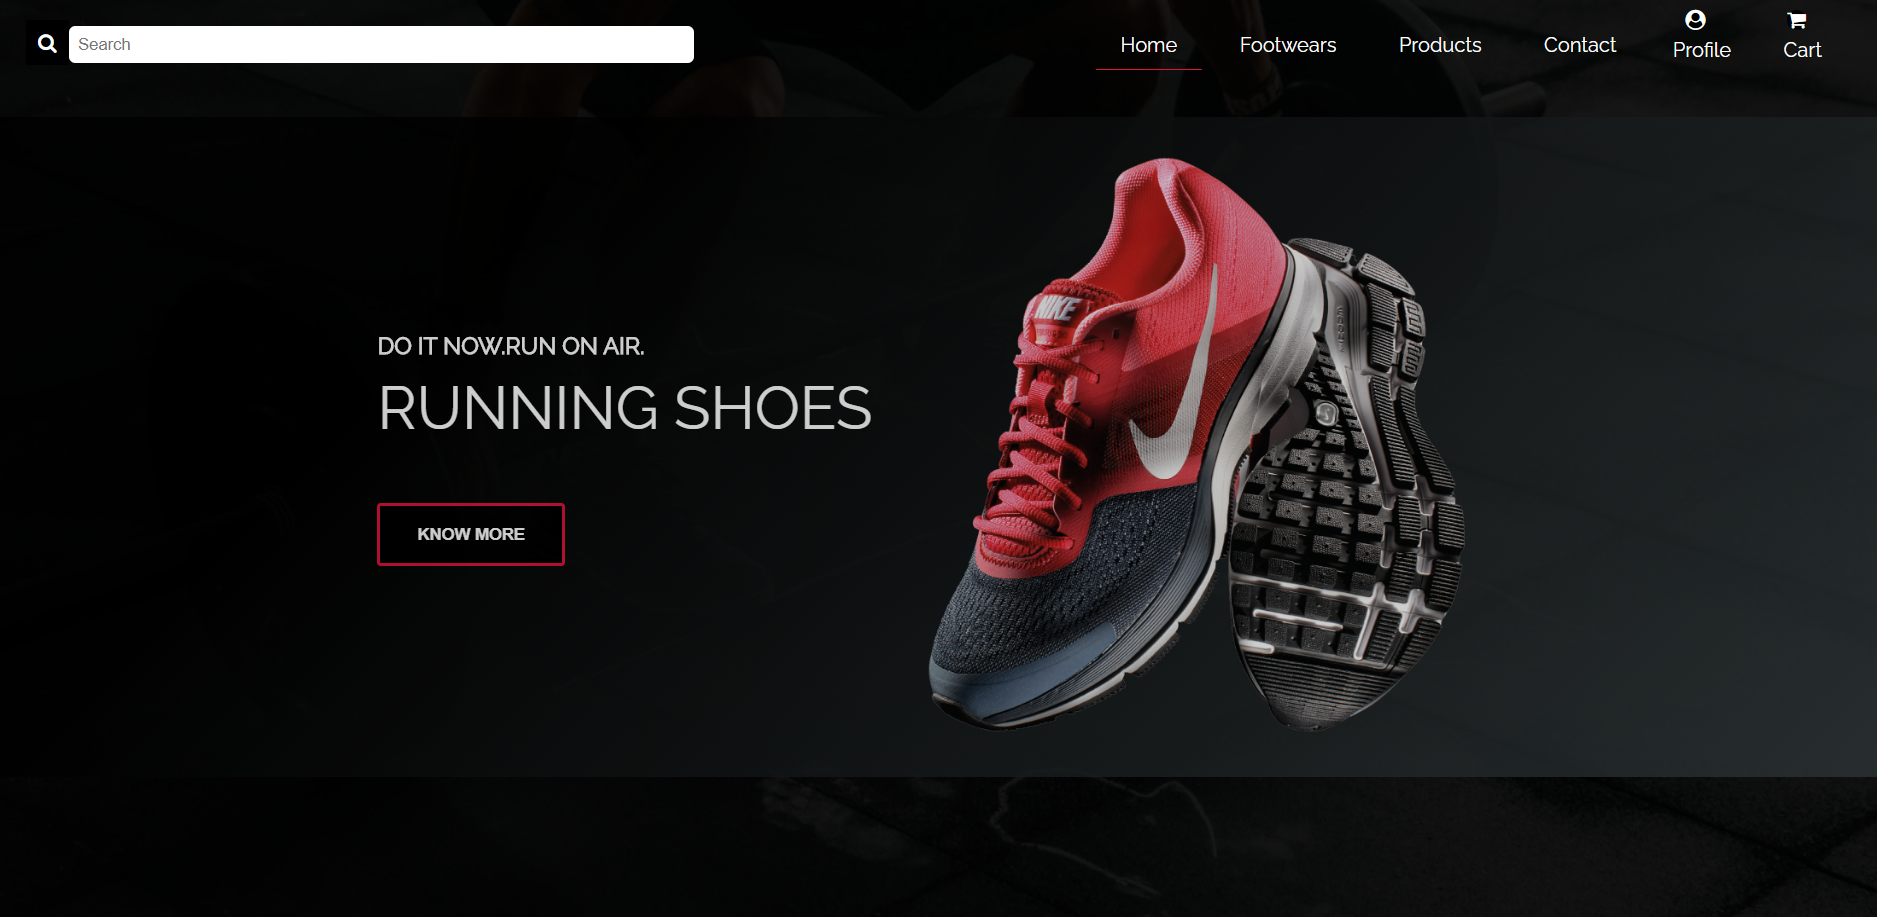 Search
Home
Footwears
Products
Contact
Profile
Cart
DO IT NOW.RUN ON AIR.
RUNNING SHOES
KNOW MORE
NIKE